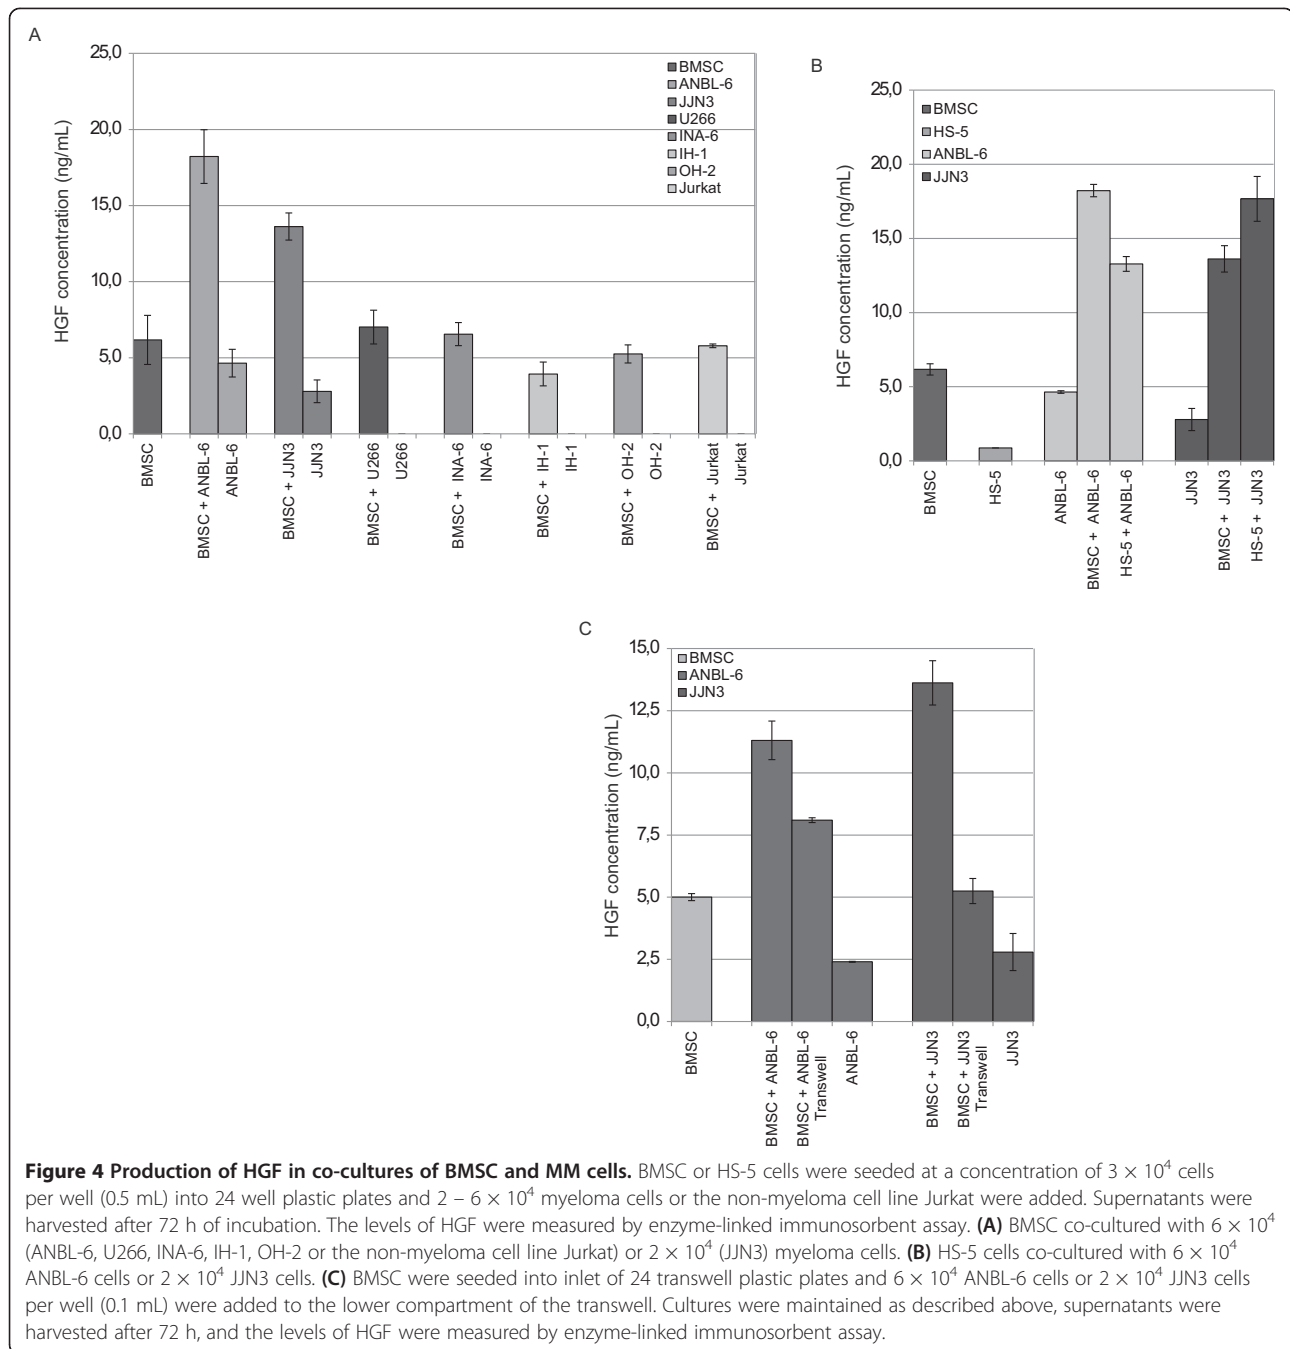 A
25,0
20,0
15,0
10,0
5,0
0,0
HGF concentration (ng/mL)
BMSC
ANBL-6
JJN3
U266
INA-6
IH-1
OH-2
Jurkat
BMSC
BMSC + ANBL-6
ANBL-6
BMSC + JJN3
JJN3
BMSC + U266
U266
BMSC + INA-6
INA-6
BMSC + IH-1
IH-1
BMSC + OH-2
OH-2
BMSC + Jurkat
Jurkat
B
25,0
20,0
15,0
10,0
5,0
0,0
HGF concentration (ng/mL)
BMSC
HS-5
ANBL-6
JJN3
BMSC
HS-5
ANBL-6
BMSC + ANBL-6
HS-5 + ANBL-6
JJN3
BMSC + JJN3
HS-5 + JJN3
C
15,0
12,5
10,0
7,5
5,0
2,5
0,0
HGF concentration (ng/mL)
BMSC
ANBL-6
JJN3
BMSC
BMSC + ANBL-6
BMSC + ANBL-6
Transwell
ANBL-6
BMSC + JJN3
BMSC + JJN3
Transwell
JJN3
Figure 4 Production of HGF in co-cultures of BMSC and MM cells. BMSC or HS-5 cells were seeded at a concentration of 3 × 10⁴ cells
per well (0.5 mL) into 24 well plastic plates and 2 – 6 × 10⁴ myeloma cells or the non-myeloma cell line Jurkat were added. Supernatants were
harvested after 72 h of incubation. The levels of HGF were measured by enzyme-linked immunosorbent assay. (A) BMSC co-cultured with 6 × 10⁴
(ANBL-6, U266, INA-6, IH-1, OH-2 or the non-myeloma cell line Jurkat) or 2 × 10⁴ (JJN3) myeloma cells. (B) HS-5 cells co-cultured with 6 × 10⁴
ANBL-6 cells or 2 × 10⁴ JJN3 cells. (C) BMSC were seeded into inlet of 24 transwell plastic plates and 6 × 10⁴ ANBL-6 cells or 2 × 10⁴ JJN3 cells
per well (0.1 mL) were added to the lower compartment of the transwell. Cultures were maintained as described above, supernatants were
harvested after 72 h, and the levels of HGF were measured by enzyme-linked immunosorbent assay.